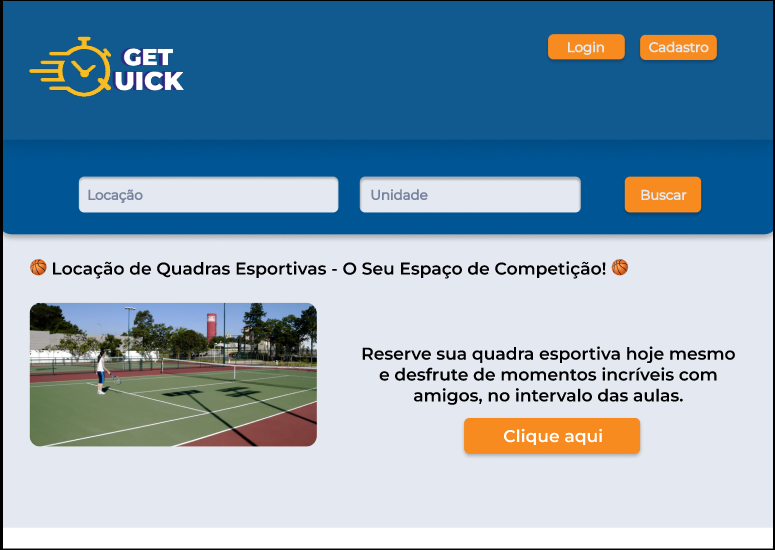 GET
UICK
Login
Cadastro
Locação
Unidade
Buscar
🏀 Locação de Quadras Esportivas - O Seu Espaço de Competição! 🏀
Reserve sua quadra esportiva hoje mesmo
e desfrute de momentos incríveis com
amigos, no intervalo das aulas.
Clique aqui